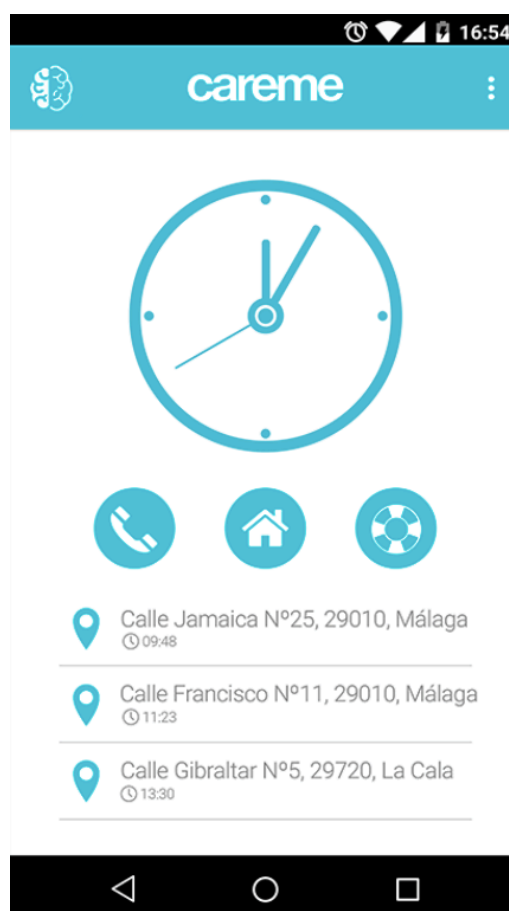 16:54
careme
Calle Jamaica Nº25, 29010, Málaga
09:48
Calle Francisco Nº11, 29010, Málaga
11:23
Calle Gibraltar Nº5, 29720, La Cala
13:30